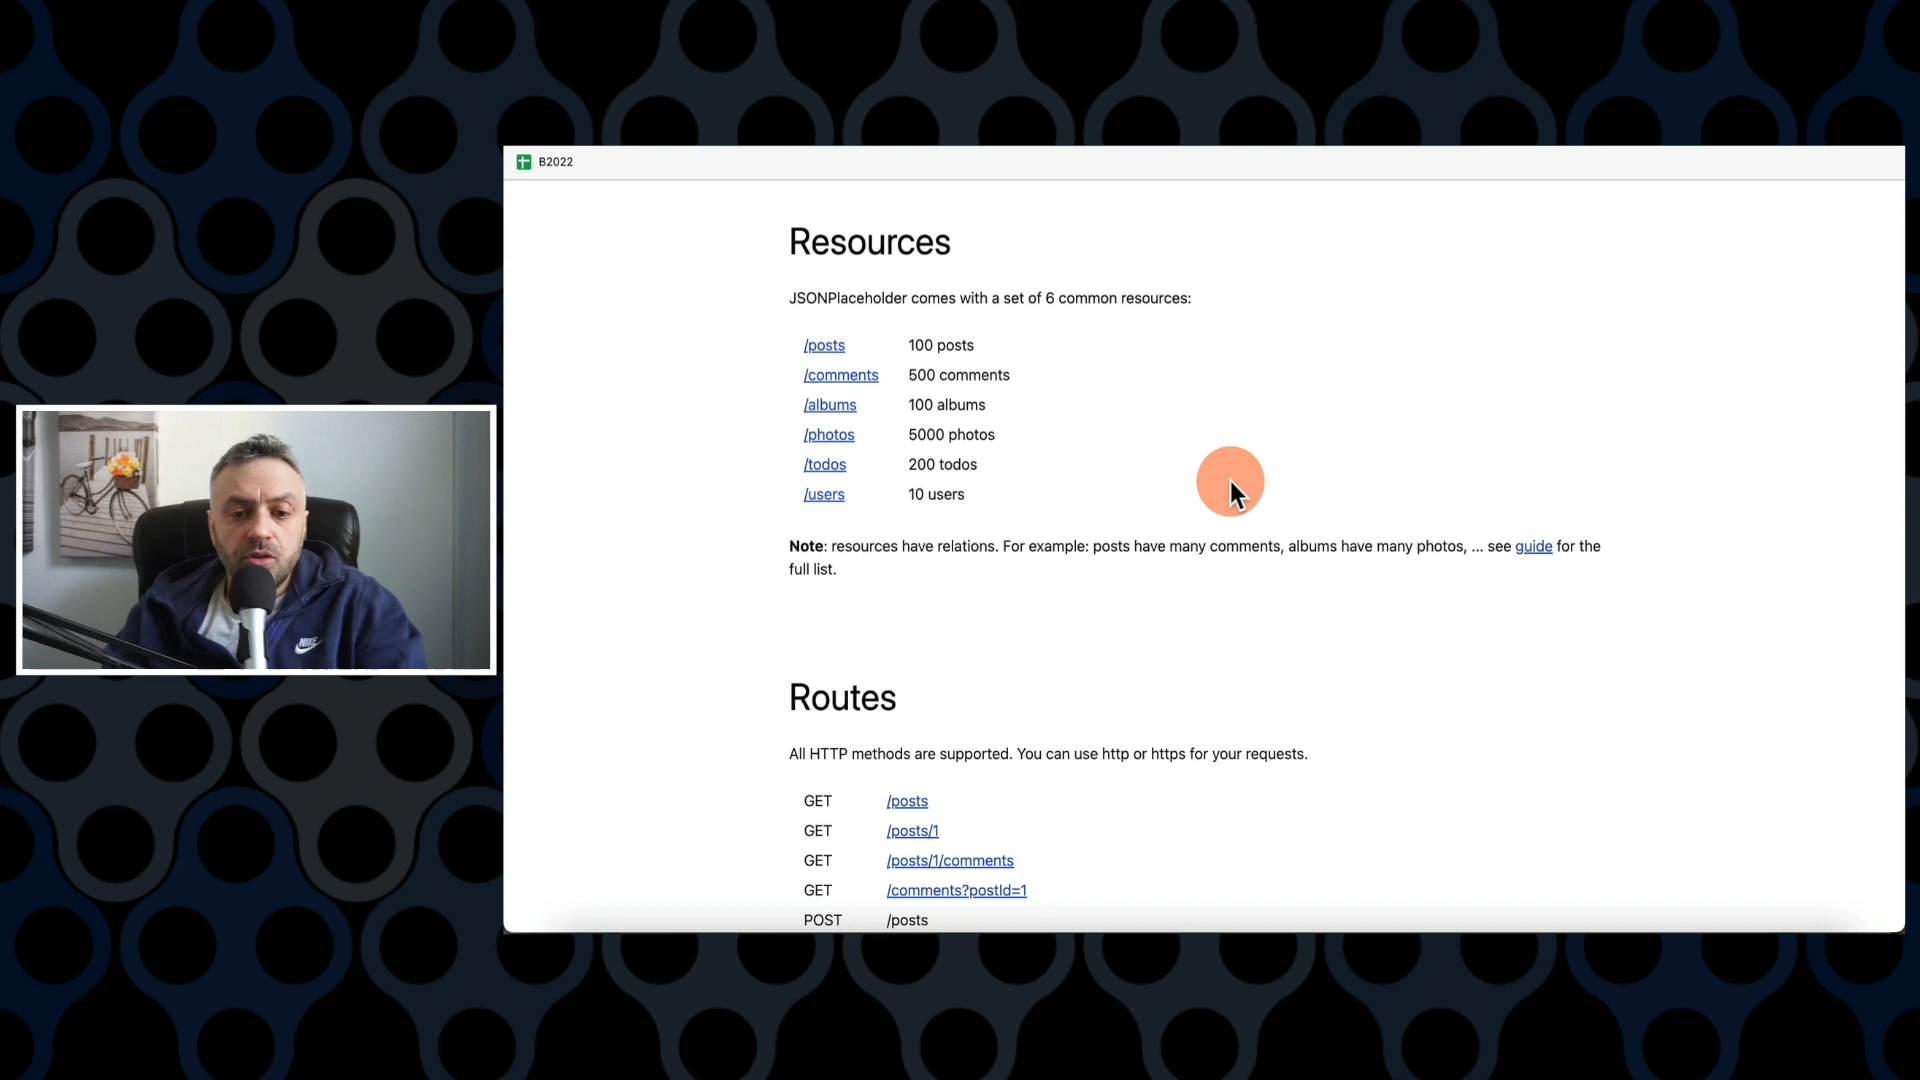 B2022
Resources
JSONPlaceholder comes with a set of 6 common resources:
/posts 100 posts
/comments 500 comments
/albums 100 albums
/photos 5000 photos
/todos 200 todos
/users 10 users
Note: resources have relations. For example: posts have many comments, albums have many photos, ... see guide for the
full list.
NIKE
Routes
All HTTP methods are supported. You can use http or https for your requests.
GET /posts
GET /posts/1
GET /posts/1/comments
GET /comments?postId=1
POST /posts